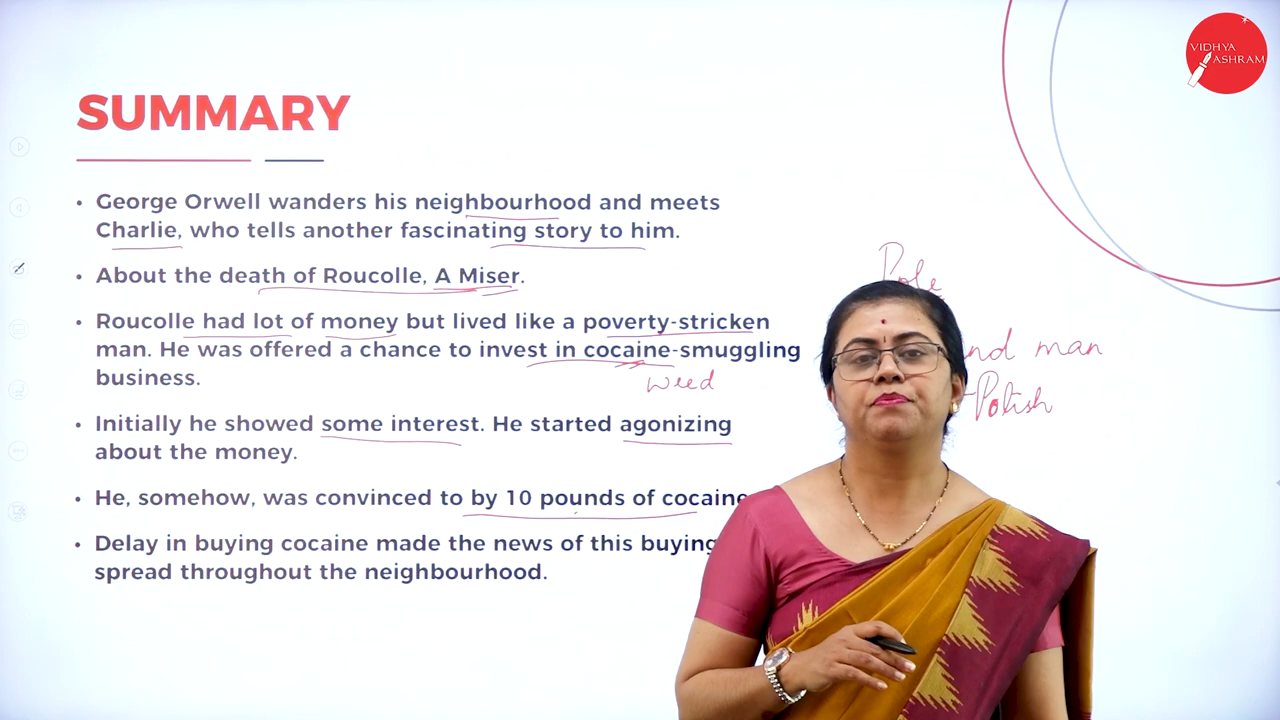 VIDHYA
ASHRAM
SUMMARY
• George Orwell wanders his neighbourhood and meets
Charlie, who tells another fascinating story to him.
• About the death of Roucolle, A Miser.
• Roucolle had lot of money but lived like a poverty-stricken
man. He was offered a chance to invest in cocaine-smuggling
business.
weed
• Initially he showed some interest. He started agonizing
about the money.
• He, somehow, was convinced to by 10 pounds of cocaine
• Delay in buying cocaine made the news of this buying
spread throughout the neighbourhood.
Pole
man
Polish